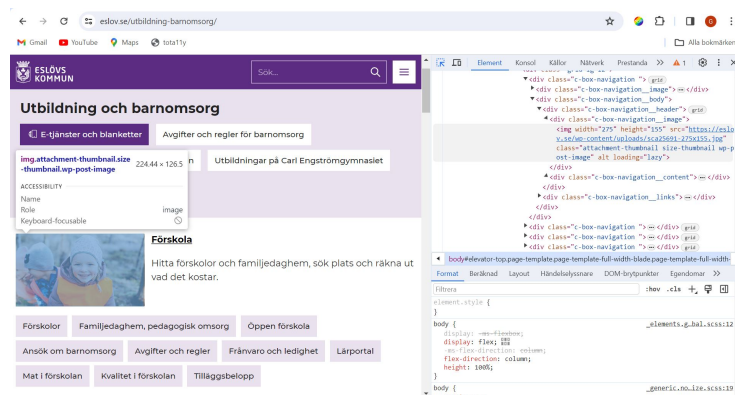 eslov.se/utbildning-barnomsorg/
G
Gmail YouTube Maps tota11y Alla bokmärken
ESLÖVS
KOMMUN
Sök...
Utbildning och barnomsorg
E-tjänster och blanketter Avgifter och regler för barnomsorg
n Utbildningar på Carl Engströmgymnasiet
img.attachment-thumbnail.size
-thumbnail.wp-post-image 224.44 × 126.5
ACCESSIBILITY
Name
Role image
Keyboard-focusable
Förskola
Hitta förskolor och familjedaghem, sök plats och räkna ut
vad det kostar.
Förskolor Familjedaghem, pedagogisk omsorg Öppen förskola
Ansök om barnomsorg Avgifter och regler Frånvaro och ledighet Lärportal
Mat i förskolan Kvalitet i förskolan Tilläggsbelopp
Element Konsol Källor Nätverk Prestanda 1
<div class="c-box-navigation "> grid
<div class="c-box-navigation__image"> </div>
<div class="c-box-navigation__body">
<div class="c-box-navigation__header"> grid
<div class="c-box-navigation__image">
<img width="275" height="155" src="https://eslo
v.se/wp-content/uploads/sca25691-275x155.jpg"
class="attachment-thumbnail size-thumbnail wp-p
ost-image" alt loading="lazy">
</div>
<div class="c-box-navigation__content"> </div>
</div>
<div class="c-box-navigation__links"> </div>
</div>
</div>
<div class="c-box-navigation "> </div> grid
<div class="c-box-navigation "> </div> grid
<div class="c-box-navigation "> </div> grid
body#elevator-top.page-template.page-template-full-width-blade.page-template-full-width-
Format Beräknad Layout Händelselyssnare DOM-brytpunkter Egendomar
Filtrera :hov .cls
element.style {
}
body { _elements.g…bal.scss:12
display: -ms-flexbox;
display: flex;
-ms-flex-direction: column;
flex-direction: column;
height: 100%;
}
body { _generic.no…ize.scss:19